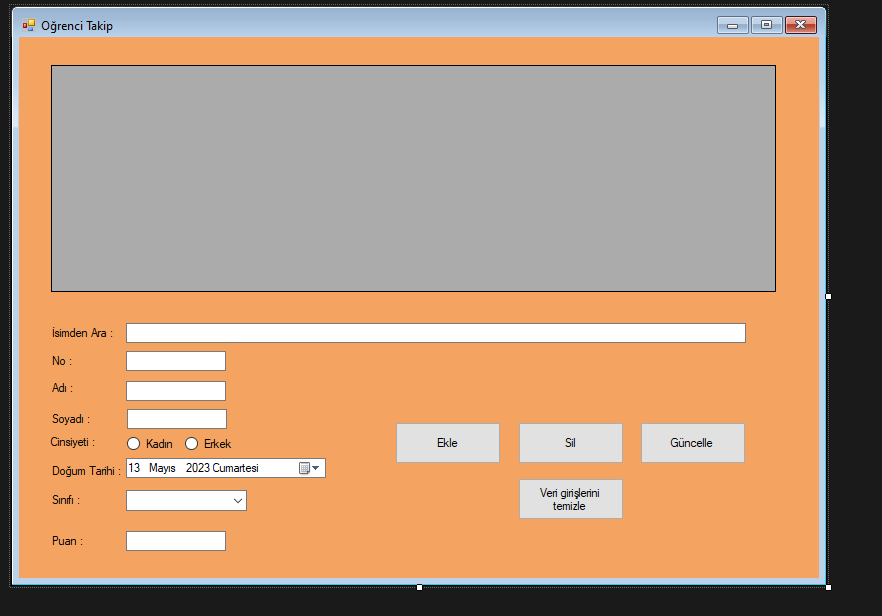 Oğrenci Takip
İsimden Ara :
No :
Adı :
Soyadı :
Cinsiyeti :
Kadın Erkek
Ekle Sil Güncelle
Doğum Tarihi :
13 Mayıs 2023 Cumartesi
Sınıfı :
Veri girişlerini
temizle
Puan :